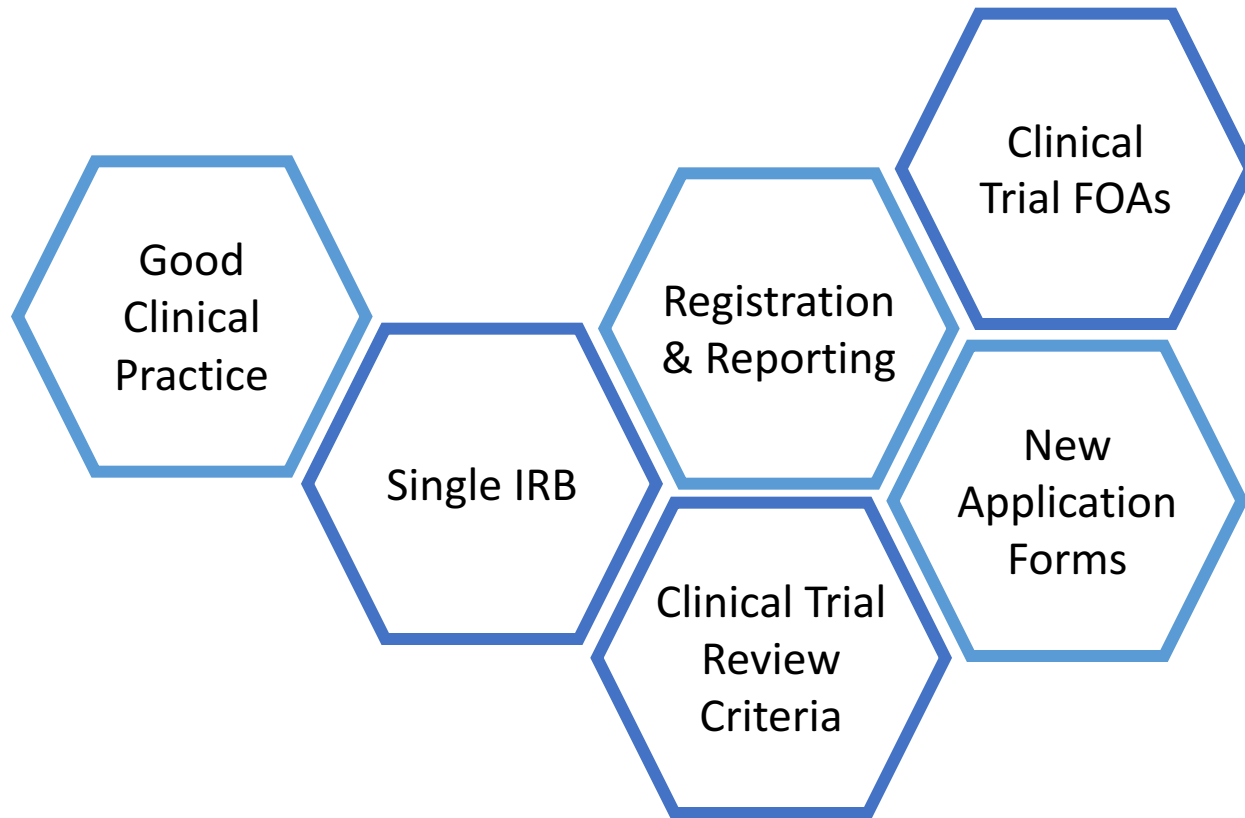 Good
Clinical
Practice
Single IRB
Registration
& Reporting
Clinical Trial
Review
Criteria
Clinical
Trial FOAs
New
Application
Forms